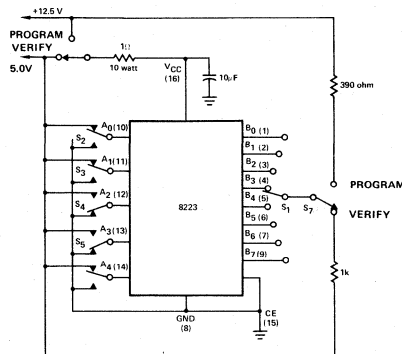 +12.5 V
PROGRAM
VERIFY
5.0V
1Ω
10 watt
VCC
(16)
10μF
390 ohm
A0(10)
S2
A1(11)
S3
A2(12)
S4
A3(13)
S5
A4(14)
8223
B0(1)
B1(2)
B2(3)
B3(4)
B4(5)
B5(6)
B6(7)
B7(9)
S1
S7
PROGRAM
VERIFY
1k
GND
(8)
CE
(15)